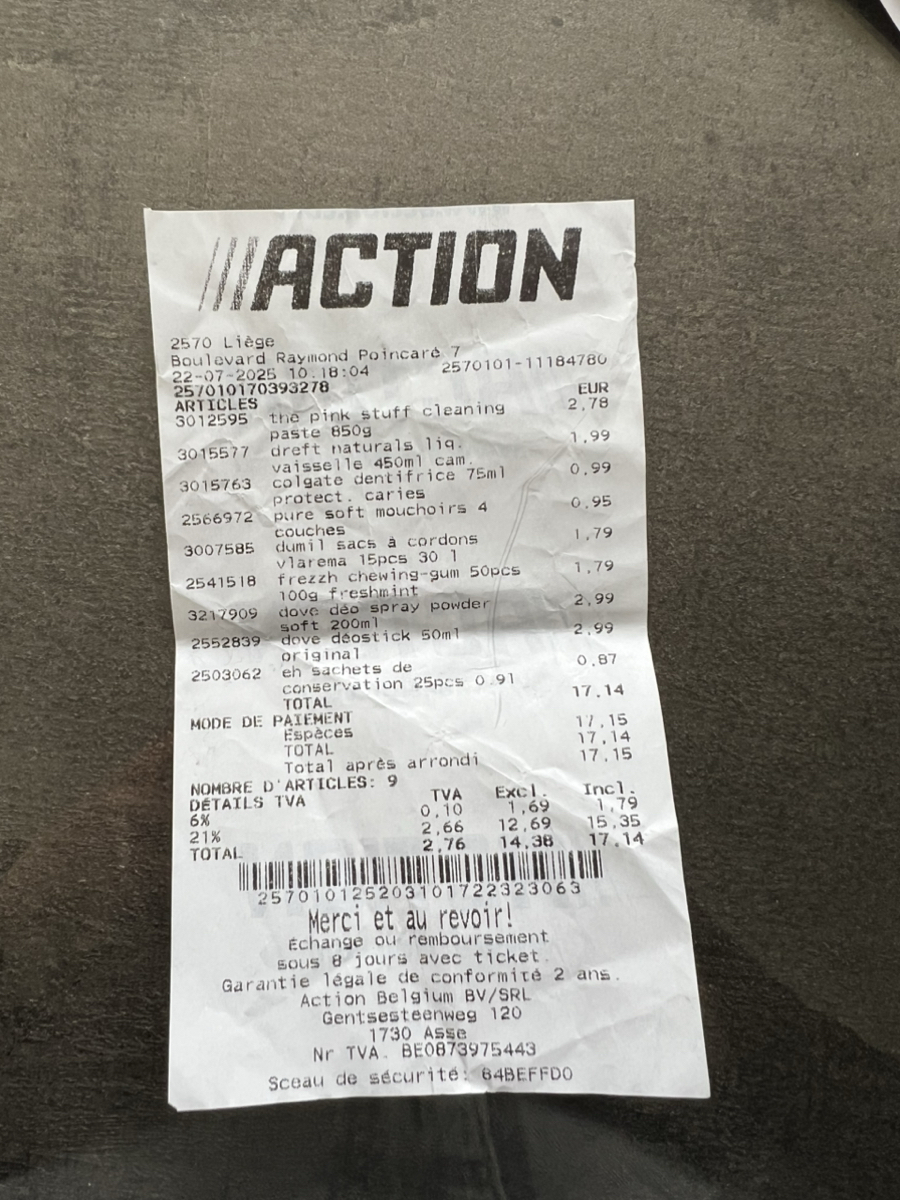 ACTION
2570 Liège
Boulevard Raymond Poincaré 7
22-07-2025 10.18:04 2570101-11184780
257010170393278
ARTICLES EUR
3012595 the pink stuff cleaning 2,78
paste 850g
3015577 dreft naturals liq. 1,99
vaisselle 450ml cam.
3015763 colgate dentifrice 75ml 0,99
protect. caries
2566972 pure soft mouchoirs 4 0,95
couches
3007585 dumil sacs à cordons 1,79
vlarema 15pcs 30 l
2541518 frezzh chewing-gum 50pcs 1,79
100g freshmint
3217909 dove déo spray powder 2,99
soft 200ml
2552839 dove déostick 50ml 2,99
original
2503062 eh sachets de 0,87
conservation 25pcs 0.91
TOTAL 17,14
MODE DE PAIEMENT
Espèces 17,15
TOTAL 17,14
Total après arrondi 17,15
NOMBRE D'ARTICLES: 9
DÉTAILS TVA TVA Excl. Incl.
6% 0,10 1,69 1,79
21% 2,66 12,69 15,35
TOTAL 2,76 14,38 17,14
257010125203101722323063
Merci et au revoir!
Échange ou remboursement
sous 8 jours avec ticket.
Garantie légale de conformité 2 ans.
Action Belgium BV/SRL
Gentsesteenweg 120
1730 Asse
Nr TVA. BE0873975443
Sceau de sécurité: 64BEFFD0